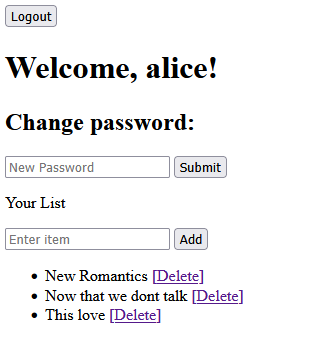 Logout
Welcome, alice!
Change password:
New Password Submit
Your List
Enter item Add
New Romantics [Delete]
Now that we dont talk [Delete]
This love [Delete]